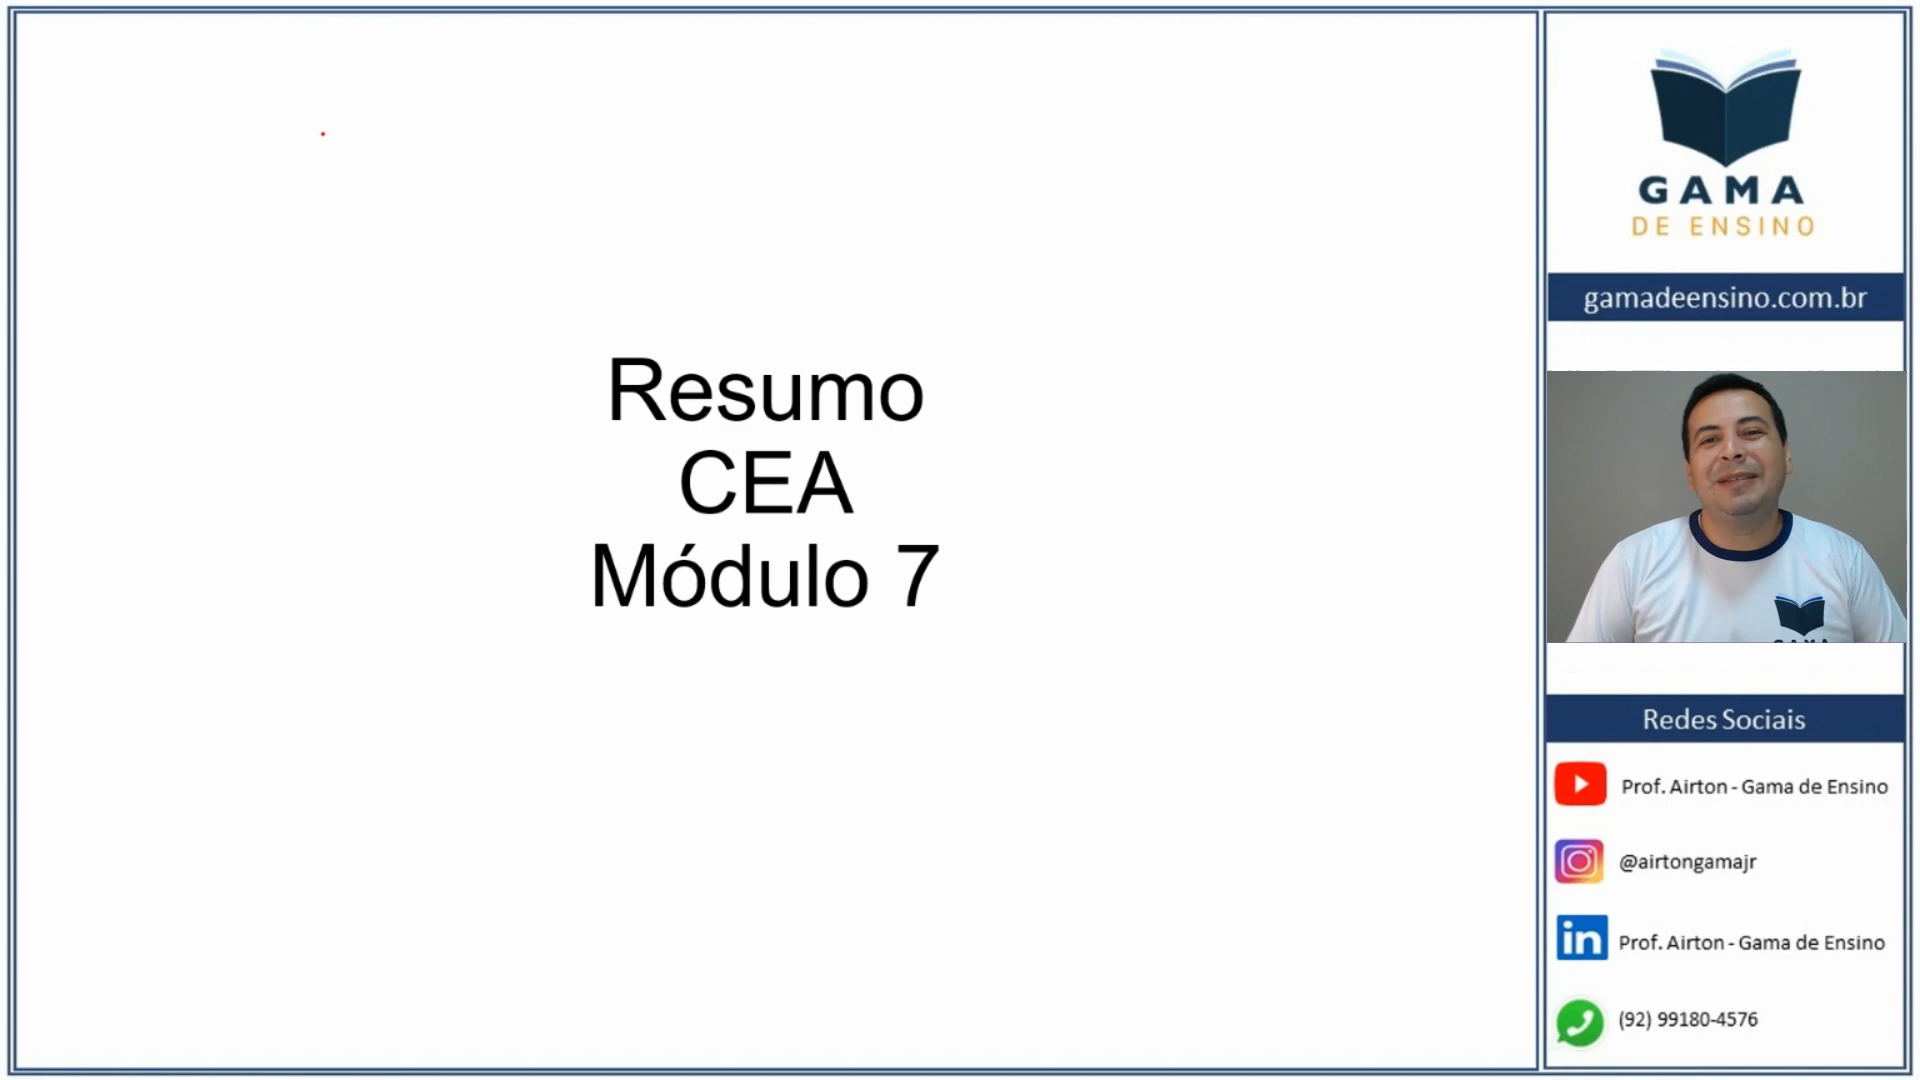 Resumo
CEA
Módulo 7
GAMA
DE ENSINO
gamadeensino.com.br
Redes Sociais
Prof. Airton - Gama de Ensino
@airtongamajr
in
Prof. Airton - Gama de Ensino
(92) 99180-4576